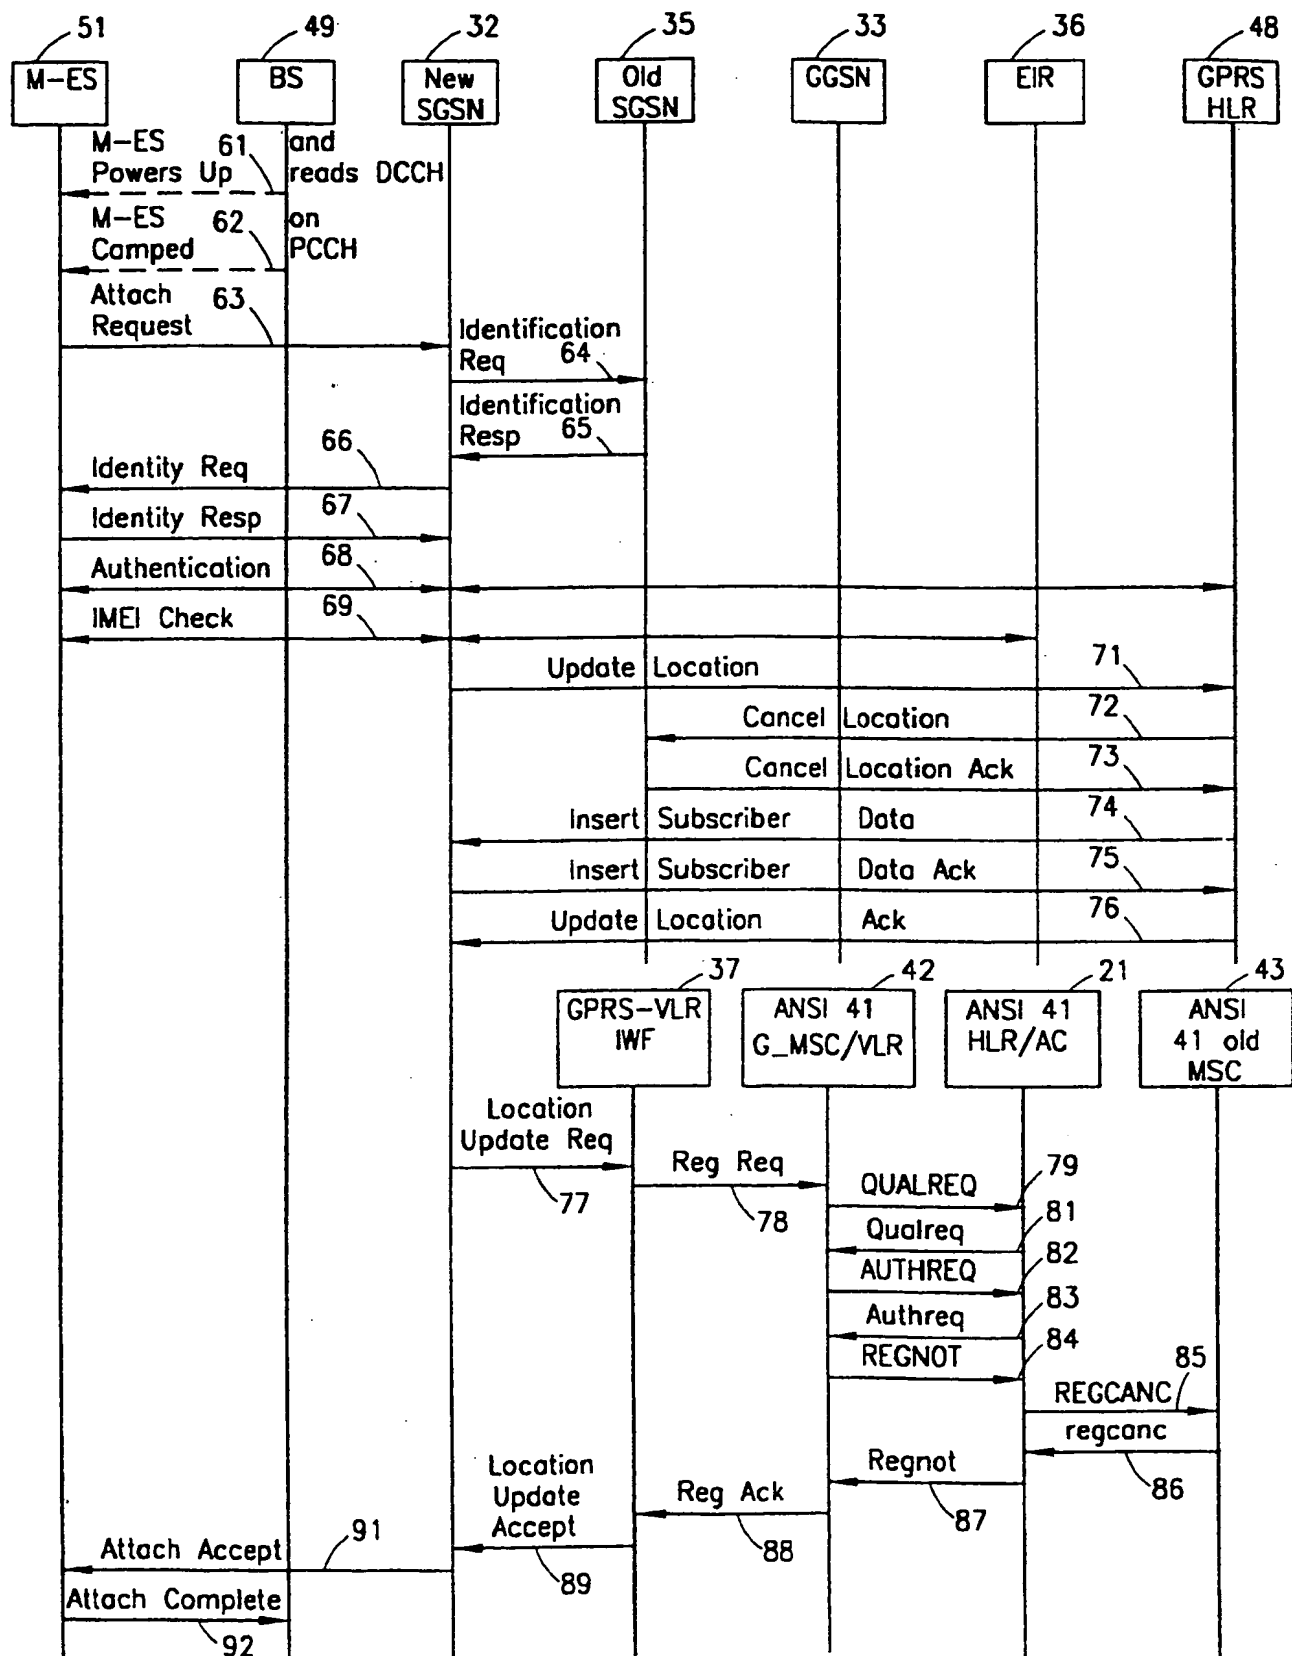 51 49 32 35 33 36 48
M-ES BS New SGSN Old SGSN GGSN EIR GPRS HLR
M-ES 61 and
Powers Up reads DCCH
M-ES 62 on
Camped PCCH
Attach 63
Request
Identification
Req 64
Identification
Resp 65
66
Identity Req
Identity Resp 67
Authentication 68
IMEI Check 69
Update Location 71
Cancel Location 72
Cancel Location Ack 73
Insert Subscriber Data 74
Insert Subscriber Data Ack 75
Update Location Ack 76
37 42 21 43
GPRS-VLR IWF ANSI 41 G_MSC/VLR ANSI 41 HLR/AC ANSI 41 old MSC
Location
Update Req
77
Reg Req
78
QUALREQ 79
Qualreq 81
AUTHREQ 82
Authreq 83
REGNOT 84
REGCANC 85
regcanc
86
Regnot
87
Reg Ack
88
Location
Update
Accept
89
Attach Accept 91
Attach Complete
92